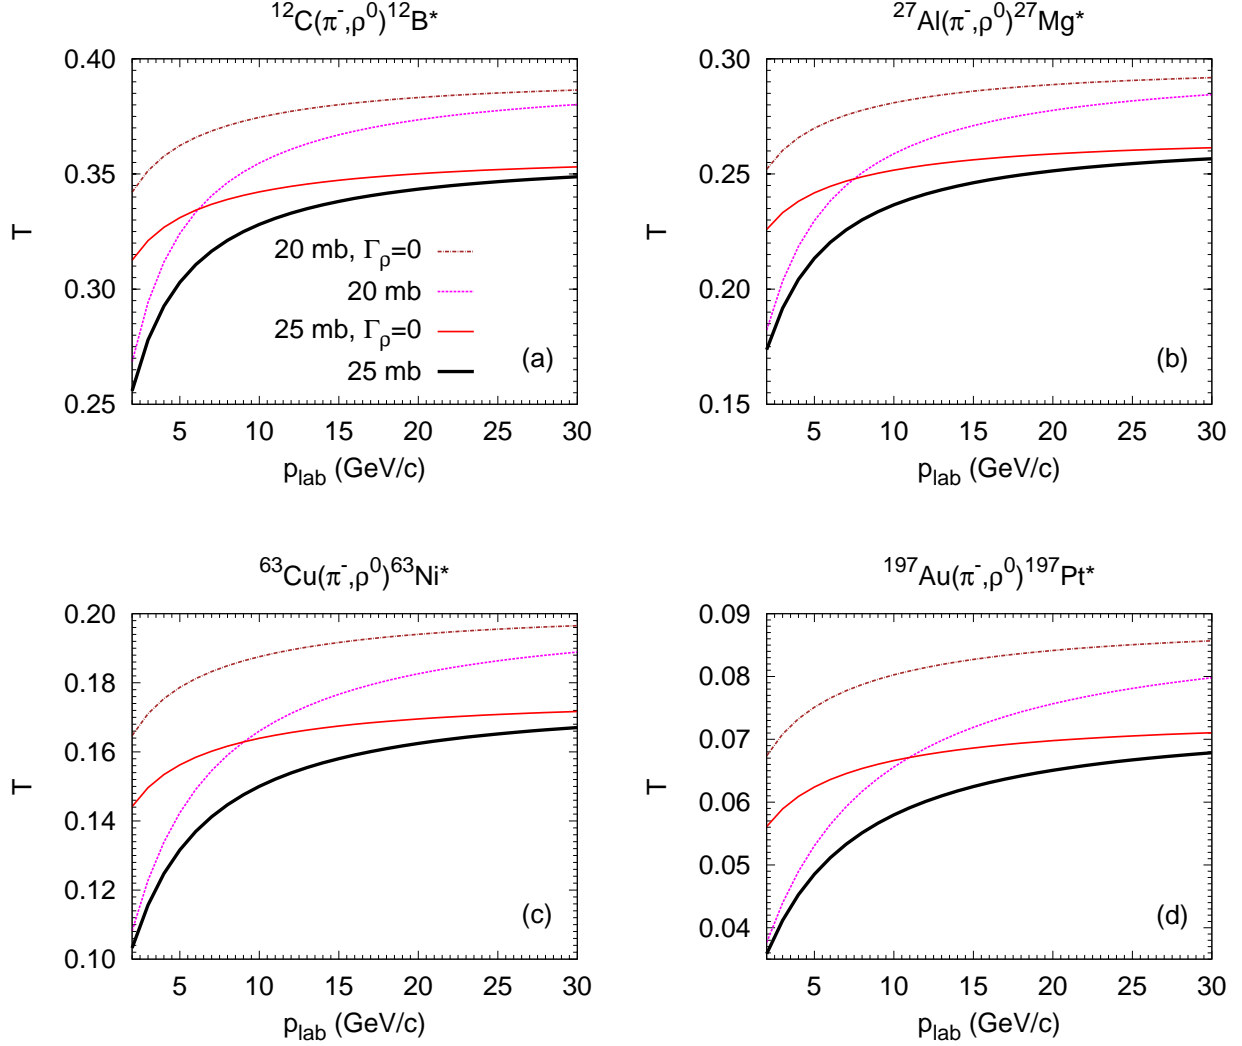 ¹²C(π⁻,ρ⁰)¹²B*
0.40
0.35
0.30
0.25
T
20 mb, Γρ=0
20 mb
25 mb, Γρ=0
25 mb
(a)
5 10 15 20 25 30
p_lab (GeV/c)
²⁷Al(π⁻,ρ⁰)²⁷Mg*
0.30
0.25
0.20
0.15
T
(b)
5 10 15 20 25 30
p_lab (GeV/c)
⁶³Cu(π⁻,ρ⁰)⁶³Ni*
0.20
0.18
0.16
0.14
0.12
0.10
T
(c)
5 10 15 20 25 30
p_lab (GeV/c)
¹⁹⁷Au(π⁻,ρ⁰)¹⁹⁷Pt*
0.09
0.08
0.07
0.06
0.05
0.04
T
(d)
5 10 15 20 25 30
p_lab (GeV/c)